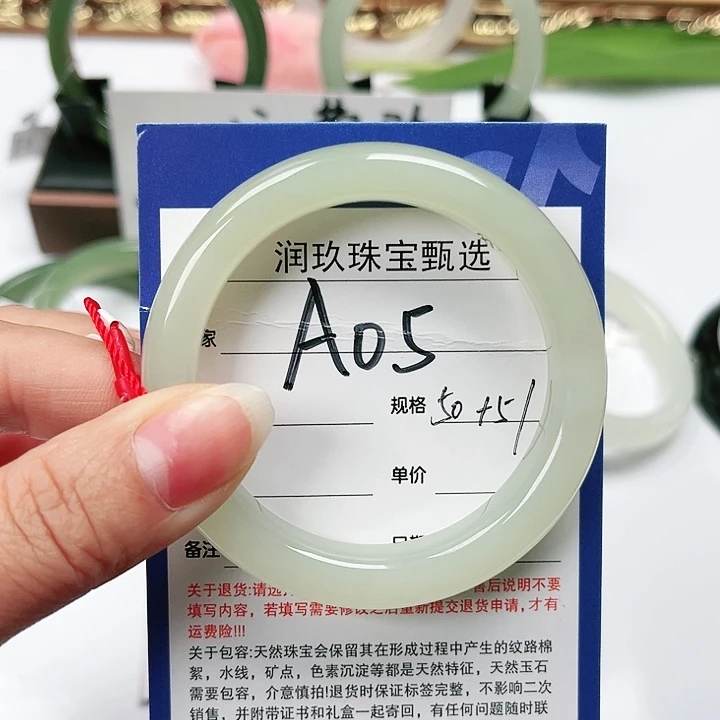 润玖珠宝甄选
家 A05
规格 50+51
单价
备注
关于退货:请 售后说明不要
填写内容，若填写需要修改之后重新提交退货申请,才有
运费险!!!
关于包容:天然珠宝会保留其在形成过程中产生的纹路棉
絮，水线，矿点，色素沉淀等都是天然特征，天然玉石
需要包容，介意慎拍!退货时保证标签完整，不影响二次
销售，并附带证书和礼盒一起寄回，有任何问题随时联